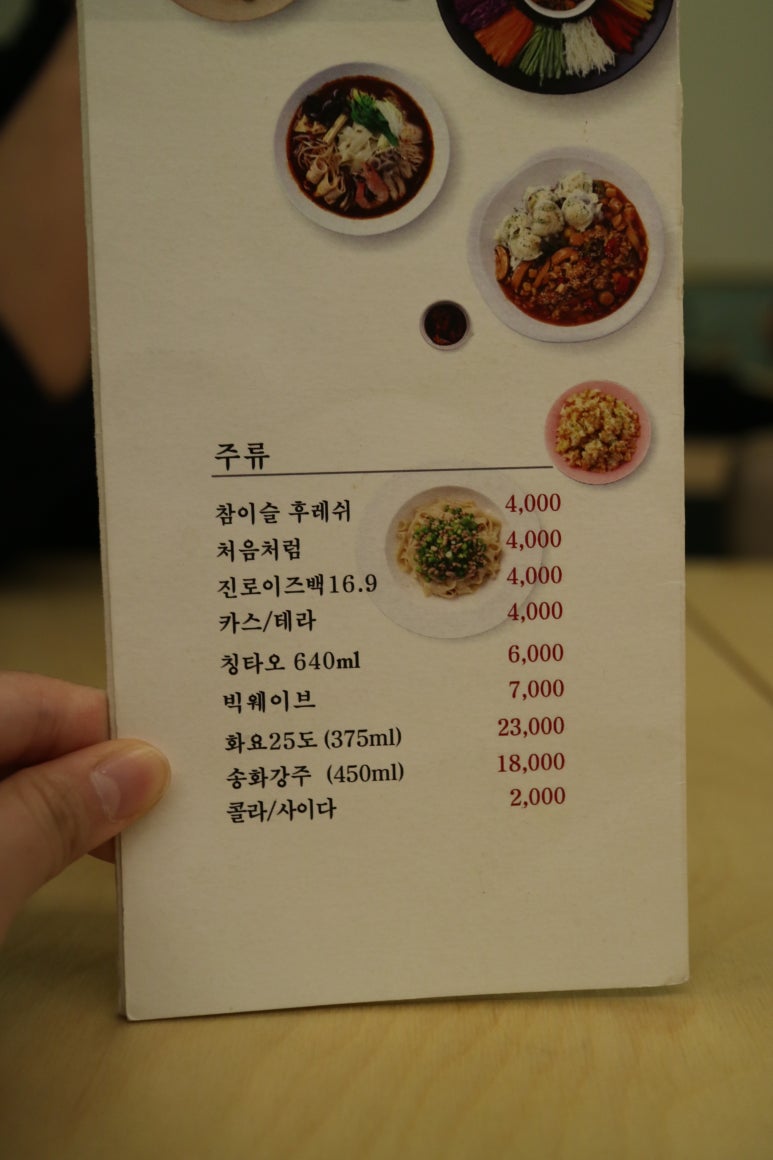 주류
참이슬 후레쉬 4,000
처음처럼 4,000
진로이즈백16.9 4,000
카스/테라 4,000
칭타오 640ml 6,000
빅웨이브 7,000
화요25도 (375ml) 23,000
송화강주 (450ml) 18,000
콜라/사이다 2,000